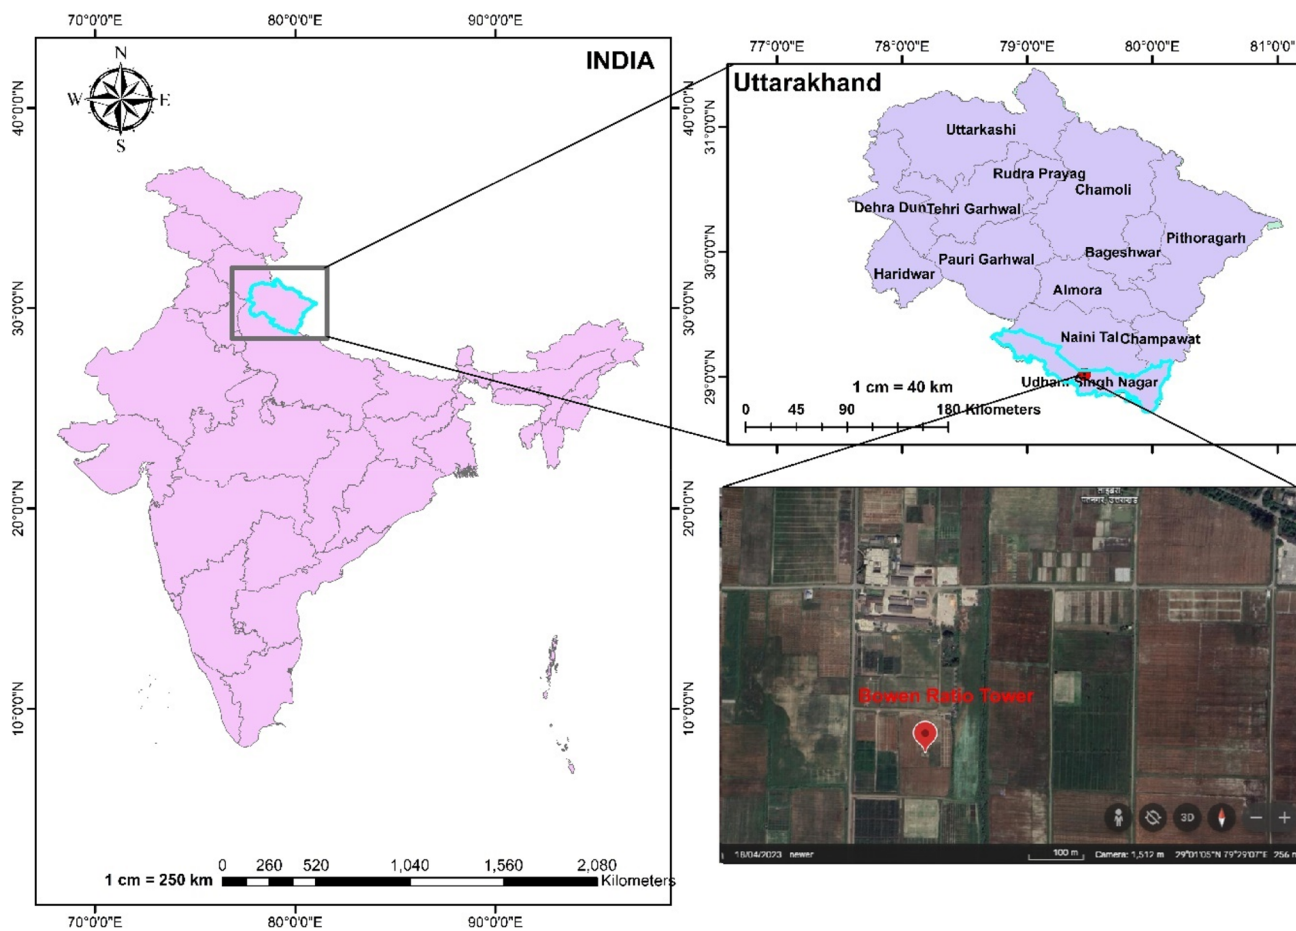 70°0'0"E 80°0'0"E 90°0'0"E
INDIA
N
W E
S
40°0'0"N
30°0'0"N
20°0'0"N
10°0'0"N
40°0'0"N
30°0'0"N
20°0'0"N
10°0'0"N
0 260 520 1,040 1,560 2,080
1 cm = 250 km Kilometers
70°0'0"E 80°0'0"E 90°0'0"E
77°0'0"E 78°0'0"E 79°0'0"E 80°0'0"E 81°0'0"
Uttarakhand
31°0'0"N
30°0'0"N
29°0'0"N
Uttarkashi
Rudra Prayag
Chamoli
Dehra Dun Tehri Garhwal
Pithoragarh
Bageshwar
Pauri Garhwal
Haridwar
Almora
Naini Tal Champawat
Udham Singh Nagar
1 cm = 40 km
0 45 90 180 Kilometers
Bowen Ratio Tower
3D
18/04/2023 newer
100 m Camera: 1,512 m 29°01'05"N 79°29'07"E 256 m